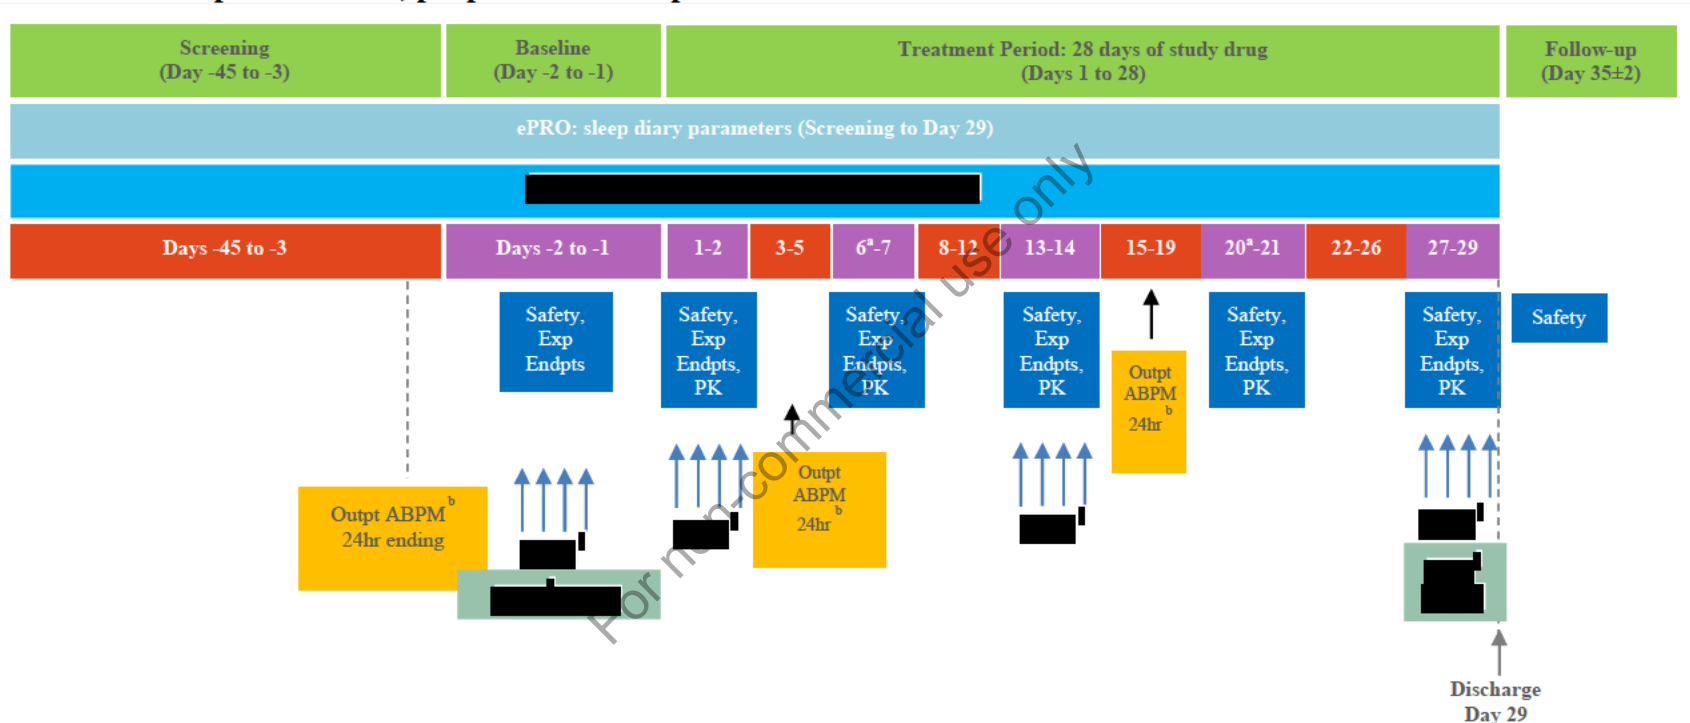 Screening
(Day -45 to -3)
Baseline
(Day -2 to -1)
Treatment Period: 28 days of study drug
(Days 1 to 28)
Follow-up
(Day 35±2)
ePRO: sleep diary parameters (Screening to Day 29)
Days -45 to -3
Days -2 to -1
1-2
3-5
6ª-7
8-12
13-14
15-19
20ª-21
22-26
27-29
Safety,
Exp
Endpts
Safety,
Exp
Endpts,
PK
Safety,
Exp
Endpts,
PK
Safety,
Exp
Endpts,
PK
Outpt
ABPM
b
24hr
Safety,
Exp
Endpts,
PK
Safety,
Exp
Endpts,
PK
Safety
Outpt ABPM b
24hr ending
Outpt
ABPM
b
24hr
For non-commercial use only
Discharge
Day 29